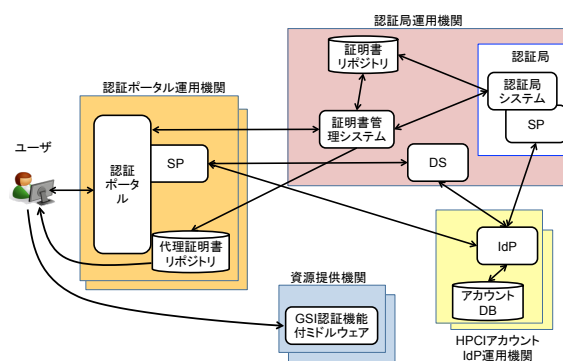 認証局運用機関
証明書
リポジトリ
認証局
認証局
システム
SP
認証ポータル運用機関
証明書管
理システム
ユーザ
認証
ポー
タル
SP
DS
代理証明書
リポジトリ
IdP
アカウント
DB
資源提供機関
GSI認証機能
付ミドルウェア
HPCIアカウント
IdP運用機関